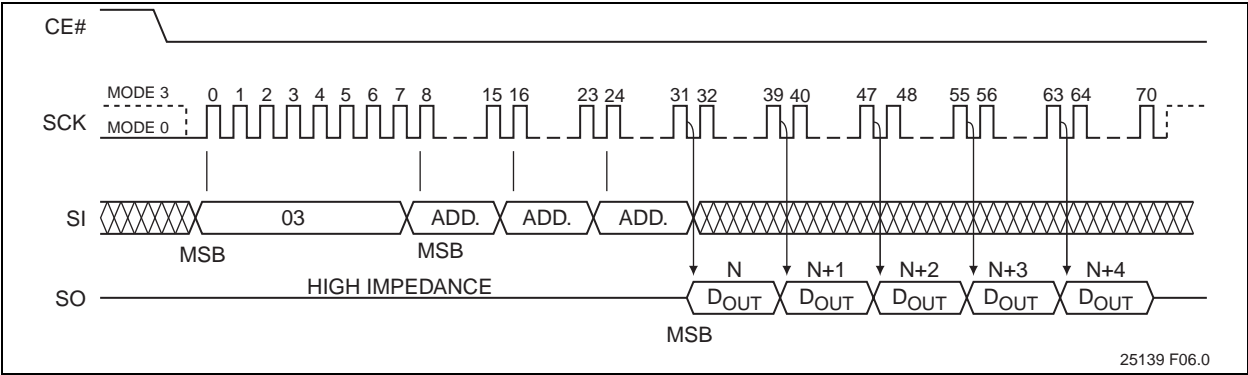 CE#
MODE 3
0 1 2 3 4 5 6 7 8 15 16 23 24 31 32 39 40 47 48 55 56 63 64 70
SCK
MODE 0
SI 03 ADD. ADD. ADD.
MSB MSB
N N+1 N+2 N+3 N+4
HIGH IMPEDANCE
SO DOUT DOUT DOUT DOUT DOUT
MSB
25139 F06.0